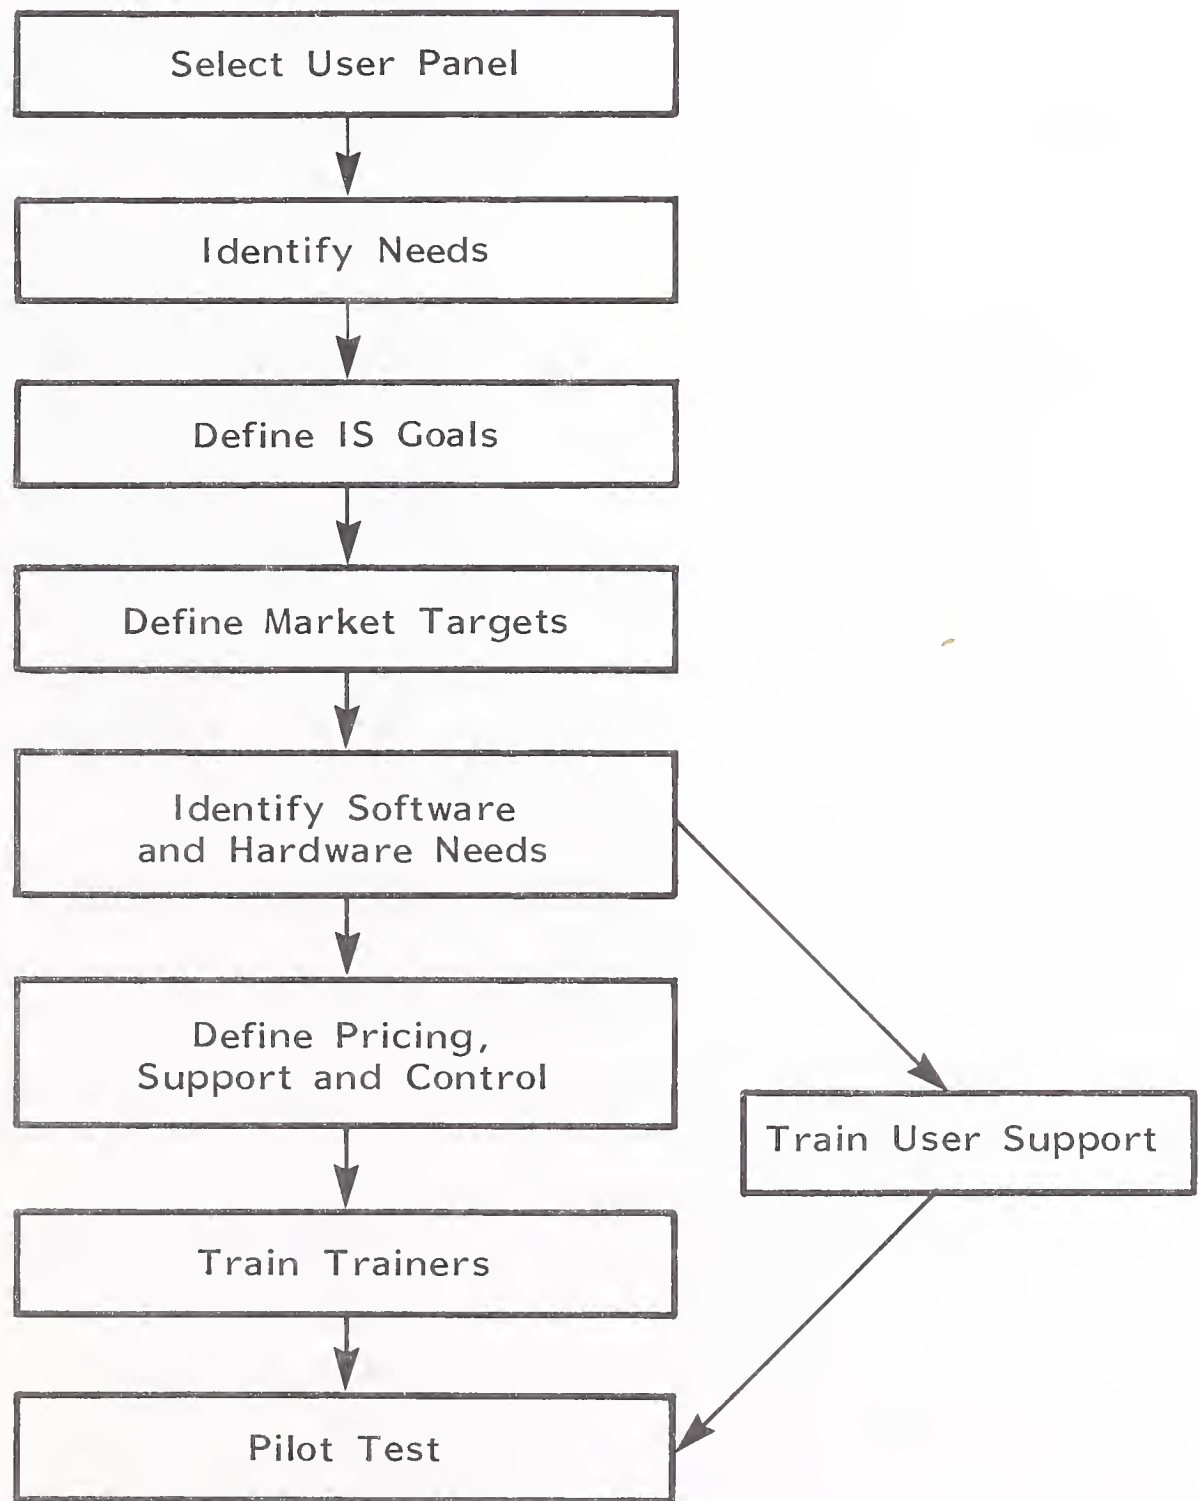 Select User Panel
Identify Needs
Define IS Goals
Define Market Targets
Identify Software
and Hardware Needs
Define Pricing,
Support and Control
Train User Support
Train Trainers
Pilot Test